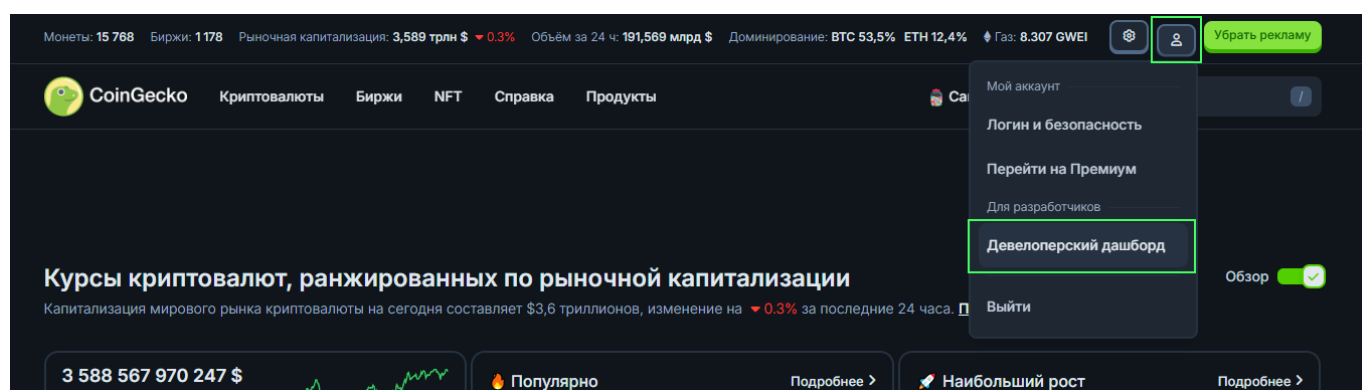 Монеты: 15 768 Биржи: 1 178 Рыночная капитализация: 3,589 трлн $ 0.3% Объём за 24 ч: 191,569 млрд $ Доминирование: BTC 53,5% ETH 12,4% Газ: 8.307 GWEI Убрать рекламу
CoinGecko Криптовалюты Биржи NFT Справка Продукты /
Мой аккаунт
Логин и безопасность
Перейти на Премиум
Для разработчиков
Девелоперский дашборд
Выйти
Курсы криптовалют, ранжированных по рыночной капитализации Обзор
Капитализация мирового рынка криптовалюты на сегодня составляет $3,6 триллионов, изменение на 0.3% за последние 24 часа.
3 588 567 970 247 $ Популярно Подробнее > Наибольший рост Подробнее >